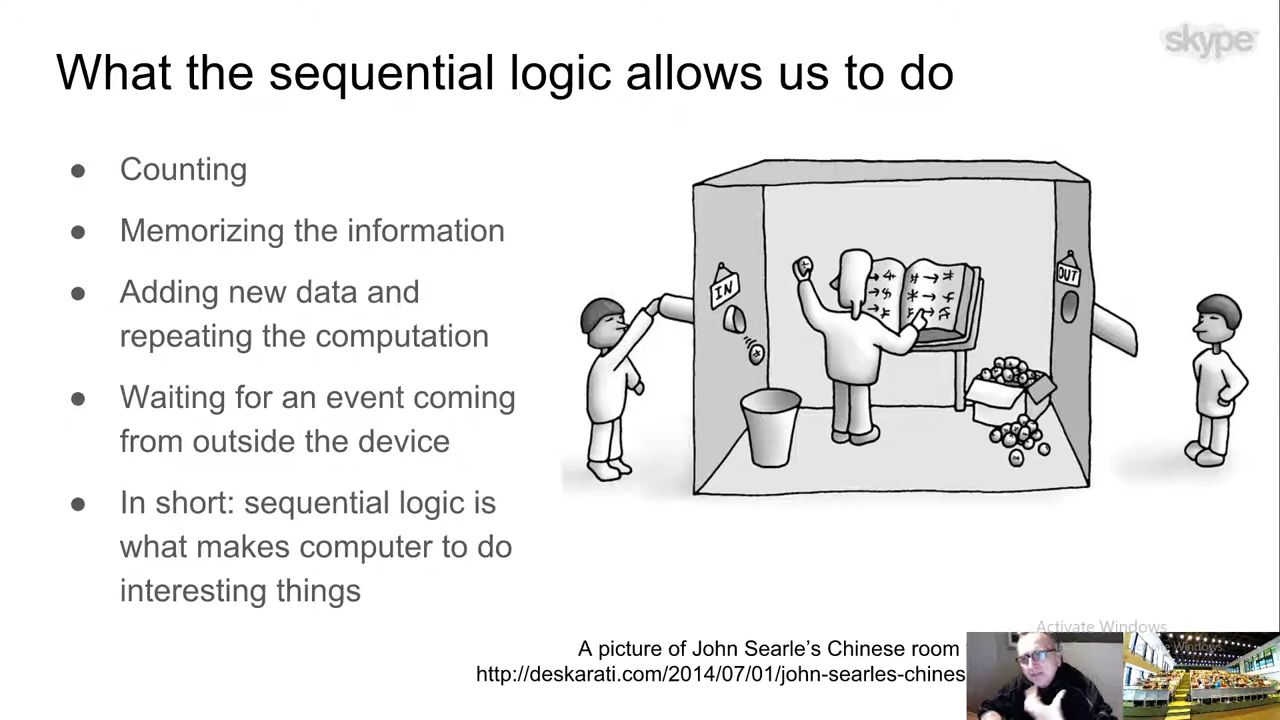 skype
What the sequential logic allows us to do
● Counting
● Memorizing the information
● Adding new data and
repeating the computation
● Waiting for an event coming
from outside the device
● In short: sequential logic is
what makes computer to do
interesting things
IN
OUT
Activate Windows
Windows
A picture of John Searle’s Chinese room
http://deskarati.com/2014/07/01/john-searles-chines